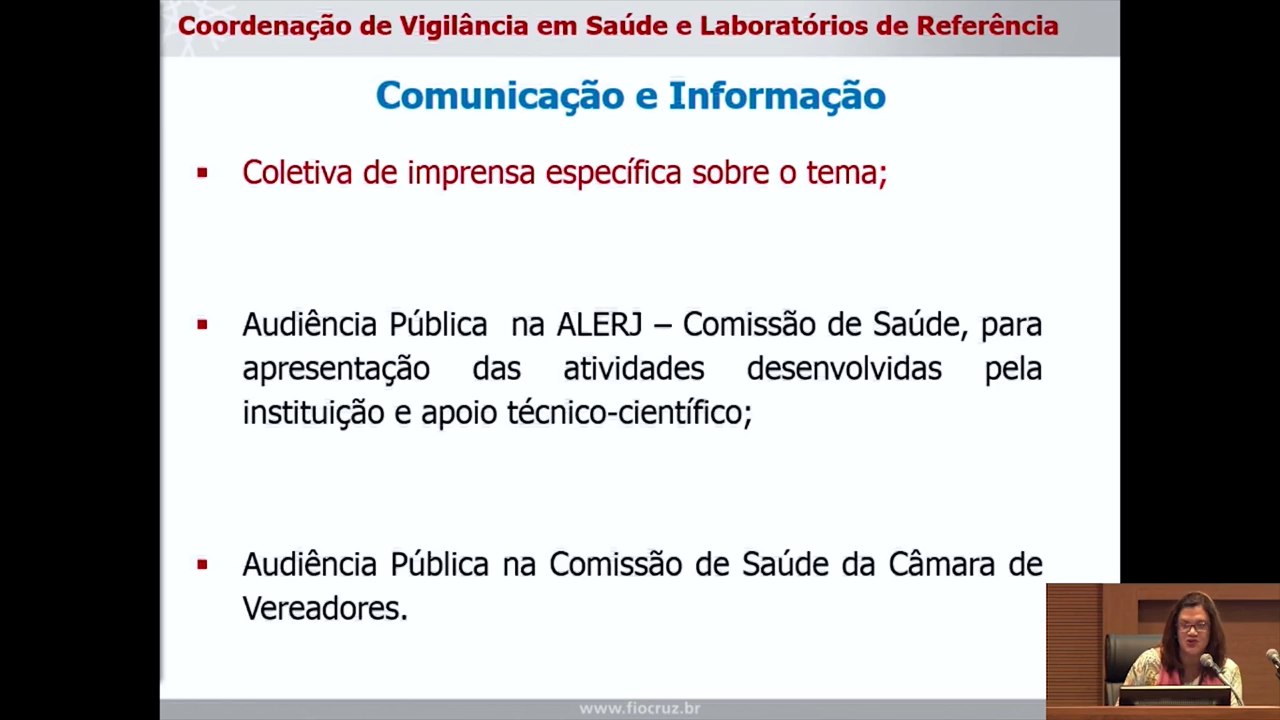 Coordenação de Vigilância em Saúde e Laboratórios de Referência
Comunicação e Informação
Coletiva de imprensa específica sobre o tema;
Audiência Pública na ALERJ – Comissão de Saúde, para
apresentação das atividades desenvolvidas pela
instituição e apoio técnico-científico;
Audiência Pública na Comissão de Saúde da Câmara de
Vereadores.
www.fiocruz.br